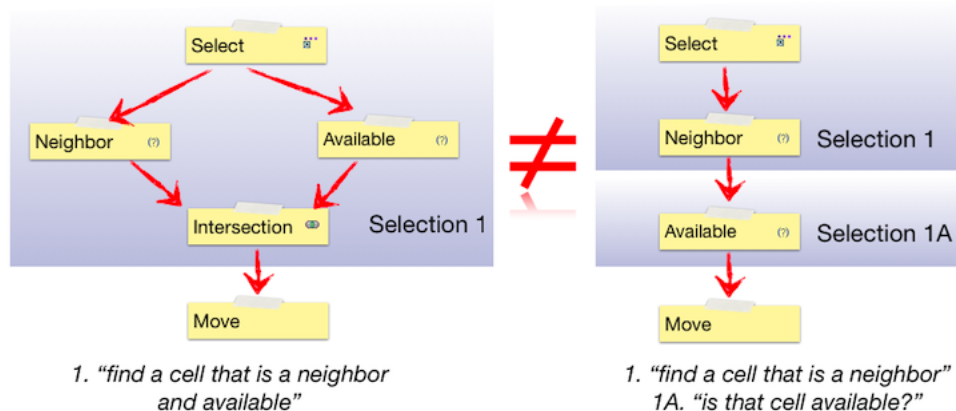 Select
Neighbor (?)
Available (?)
Intersection
Selection 1
Move
1. “find a cell that is a neighbor
and available”
≠
Select
Neighbor (?)
Selection 1
Available (?)
Selection 1A
Move
1. “find a cell that is a neighbor”
1A. “is that cell available?”